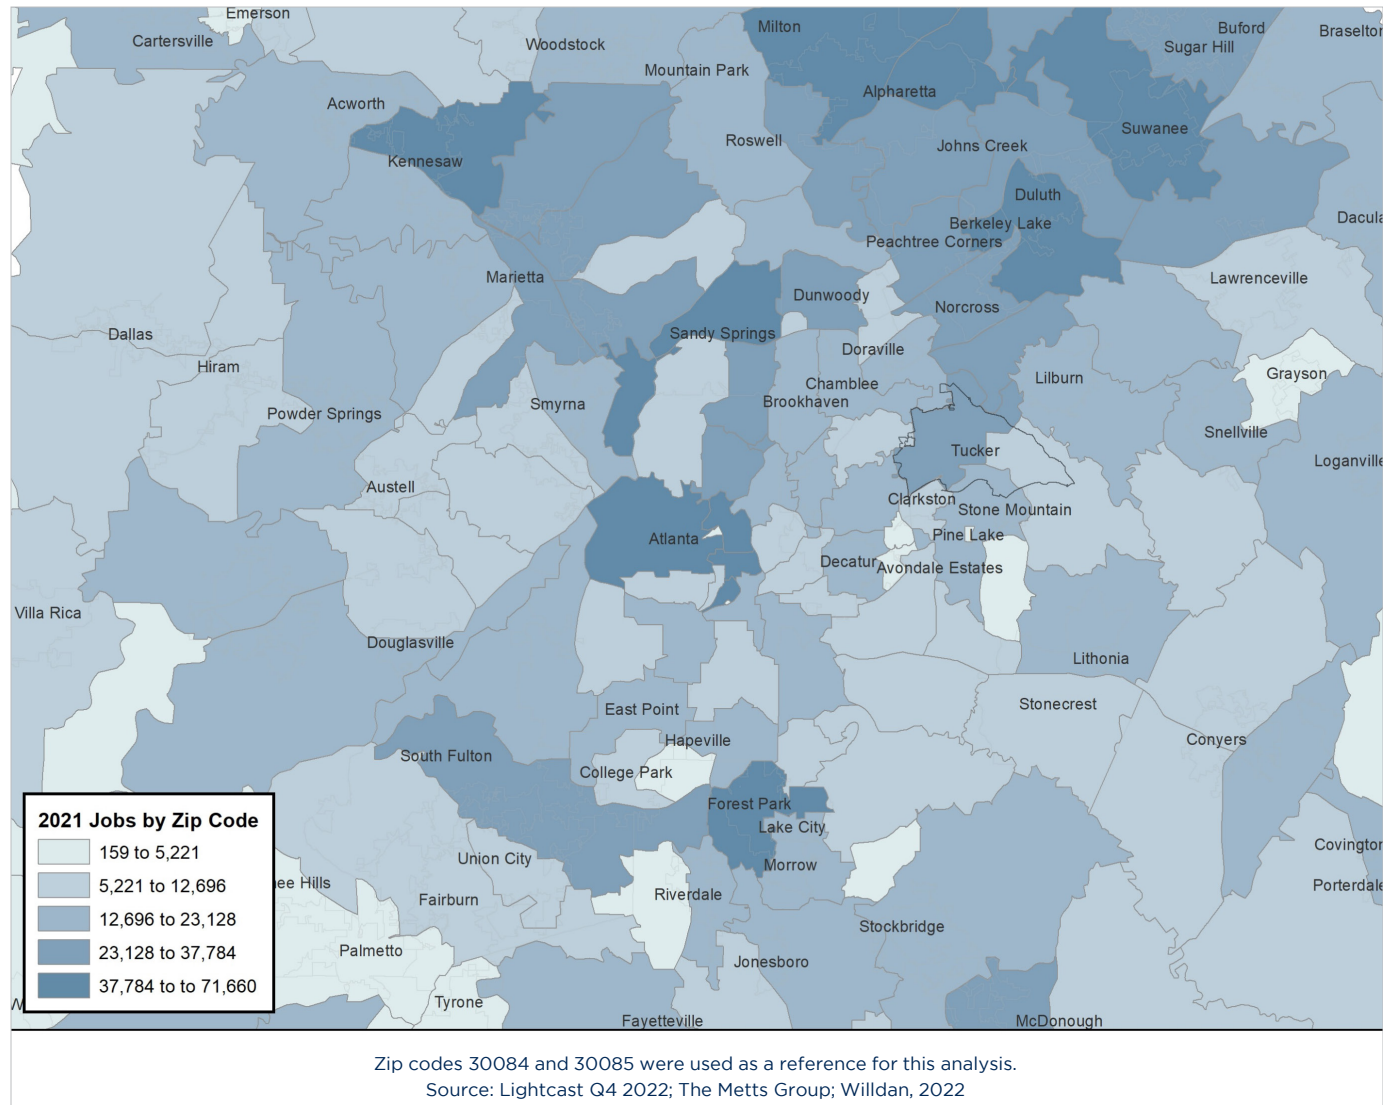 Emerson
Cartersville
Woodstock
Milton
Buford
Sugar Hill
Braselton
Mountain Park
Acworth
Alpharetta
Suwanee
Kennesaw
Roswell
Johns Creek
Duluth
Berkeley Lake
Peachtree Corners
Dacula
Marietta
Dunwoody
Lawrenceville
Norcross
Dallas
Sandy Springs
Doraville
Hiram
Chamblee
Lilburn
Grayson
Powder Springs
Smyrna
Brookhaven
Snellville
Tucker
Loganville
Austell
Clarkston
Stone Mountain
Atlanta
Pine Lake
Decatur
Avondale Estates
Villa Rica
Douglasville
Lithonia
Stonecrest
East Point
Hapeville
Conyers
South Fulton
College Park
Forest Park
Lake City
Union City
Morrow
Covington
ee Hills
Riverdale
Porterdale
Fairburn
Stockbridge
Palmetto
Jonesboro
Tyrone
Fayetteville
McDonough
2021 Jobs by Zip Code
159 to 5,221
5,221 to 12,696
12,696 to 23,128
23,128 to 37,784
37,784 to to 71,660
W
Zip codes 30084 and 30085 were used as a reference for this analysis.
Source: Lightcast Q4 2022; The Metts Group; Willdan, 2022